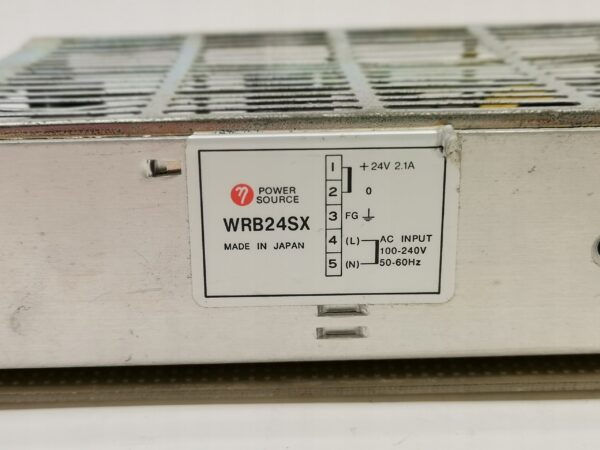 η POWER
SOURCE
WRB24SX
MADE IN JAPAN
1 +24V 2.1A
2 0
3 FG ⏚
4 (L) AC INPUT
100-240V
5 (N) 50-60Hz